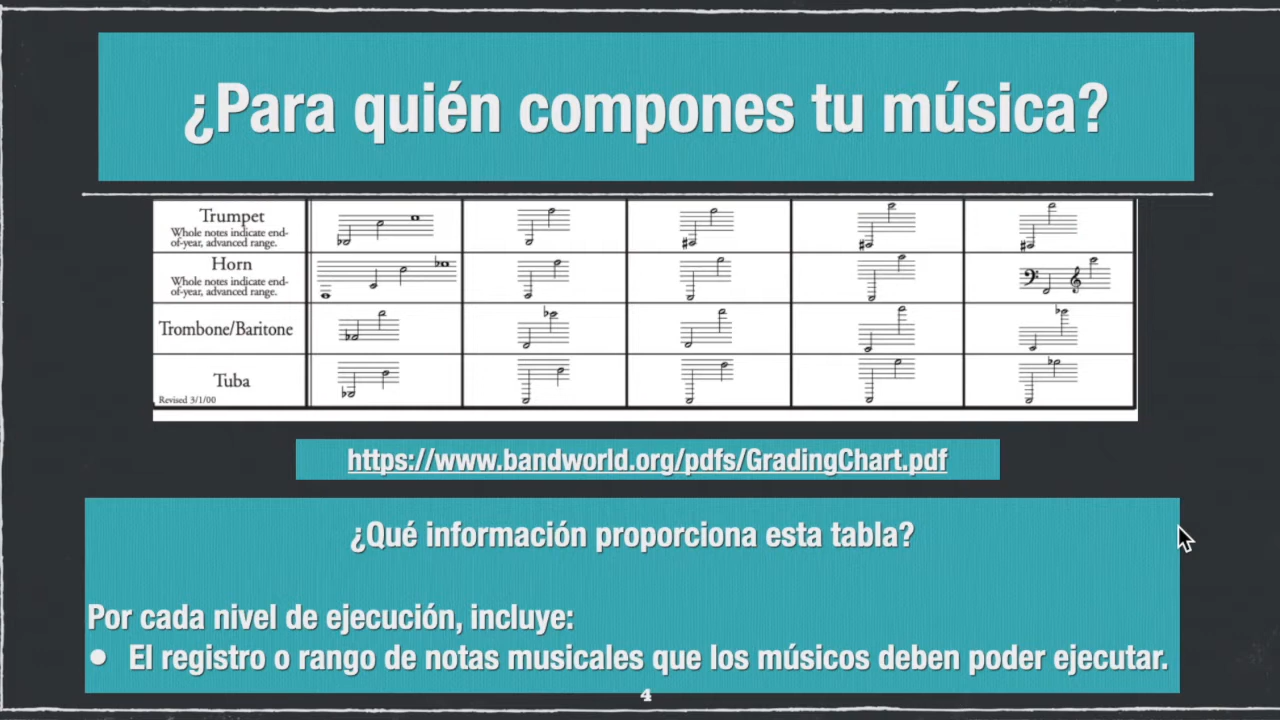 ¿Para quién compones tu música?
Trumpet
Whole notes indicate end-
of-year, advanced range.
Horn
Whole notes indicate end-
of-year, advanced range.
Trombone/Baritone
Tuba
Revised 3/1/00
https://www.bandworld.org/pdfs/GradingChart.pdf
¿Qué información proporciona esta tabla?
Por cada nivel de ejecución, incluye:
● El registro o rango de notas musicales que los músicos deben poder ejecutar.
4